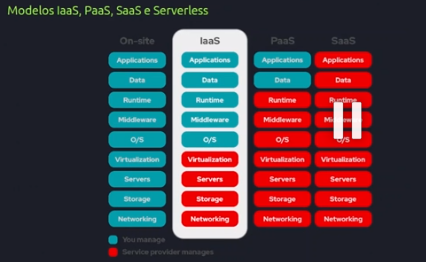 Modelos IaaS, PaaS, SaaS e Serverless
On-site IaaS PaaS SaaS
Applications Applications Applications Applications
Data Data Data Data
Runtime Runtime Runtime Runtime
Middleware Middleware Middleware Middleware
O/S O/S O/S O/S
Virtualization Virtualization Virtualization Virtualization
Servers Servers Servers Servers
Storage Storage Storage Storage
Networking Networking Networking Networking
You manage
Service provider manages